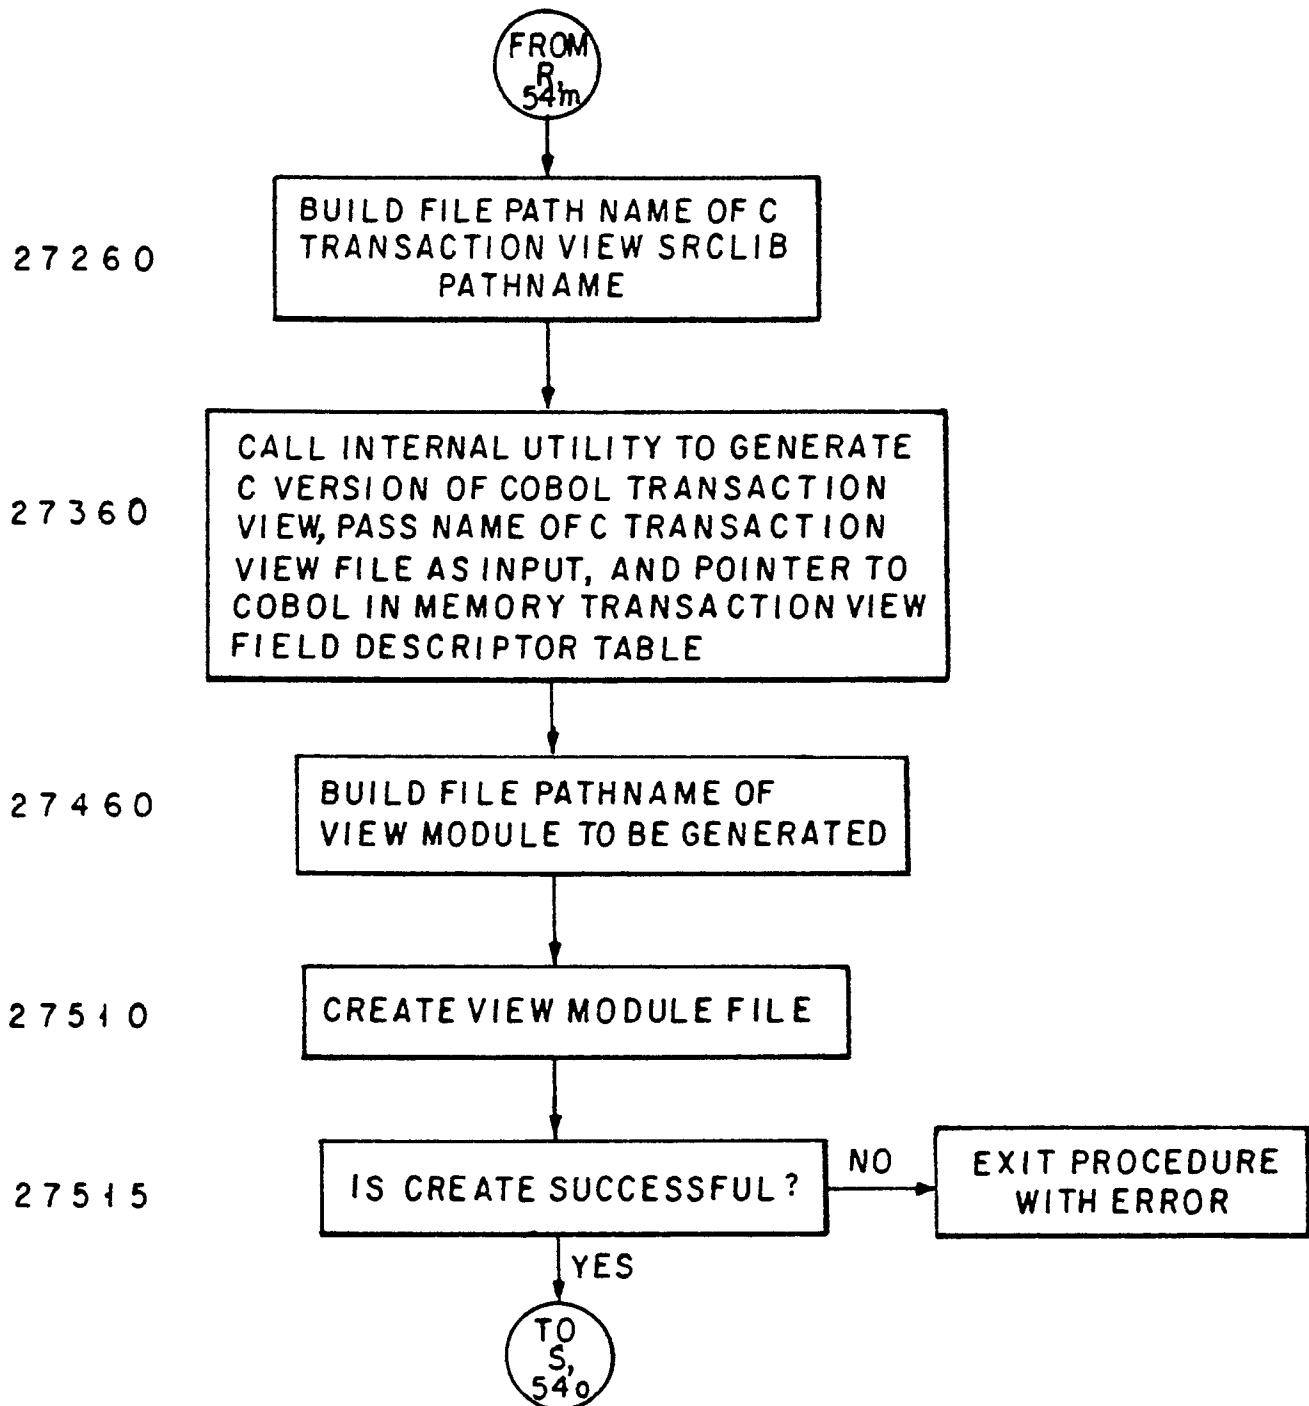 FROM
R,
54m
27260
BUILD FILE PATH NAME OF C
TRANSACTION VIEW SRCLIB
PATHNAME
27360
CALL INTERNAL UTILITY TO GENERATE
C VERSION OF COBOL TRANSACTION
VIEW, PASS NAME OF C TRANSACTION
VIEW FILE AS INPUT, AND POINTER TO
COBOL IN MEMORY TRANSACTION VIEW
FIELD DESCRIPTOR TABLE
27460
BUILD FILE PATHNAME OF
VIEW MODULE TO BE GENERATED
27510
CREATE VIEW MODULE FILE
27515
IS CREATE SUCCESSFUL?
NO
EXIT PROCEDURE
WITH ERROR
YES
TO
S,
54o